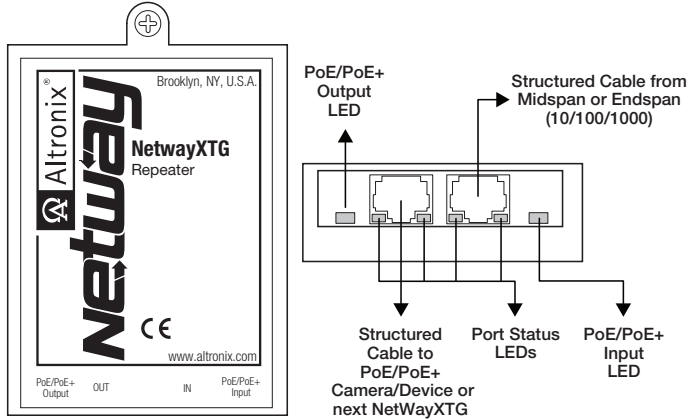 Brooklyn, NY, U.S.A.
Altronix®
Netway
NetwayXTG
Repeater
CE
www.altronix.com
PoE/PoE+
Output
OUT
IN
PoE/PoE+
Input
PoE/PoE+
Output
LED
Structured Cable from
Midspan or Endspan
(10/100/1000)
Structured
Cable to
PoE/PoE+
Camera/Device or
next NetWayXTG
Port Status
LEDs
PoE/PoE+
Input
LED